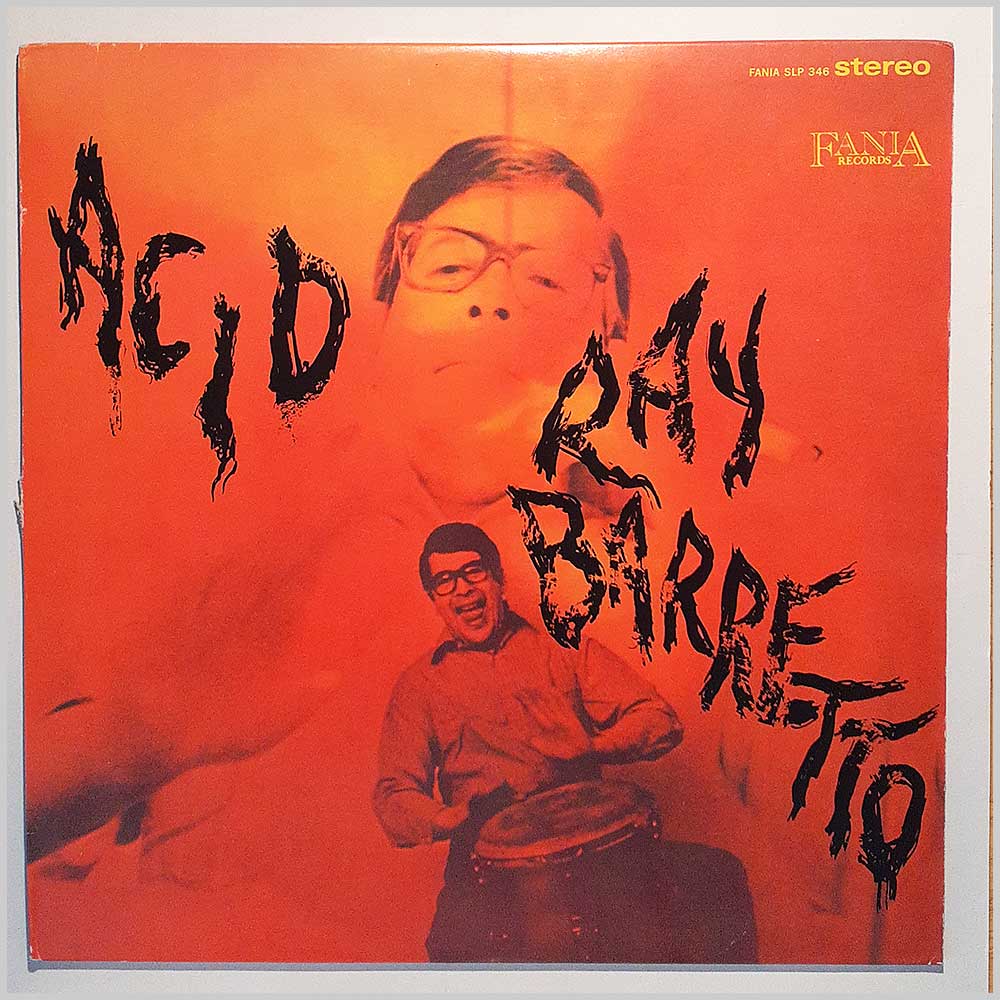 FANIA SLP 346 stereo
FANIA
RECORDS
ACID
RAY
BARRETTO